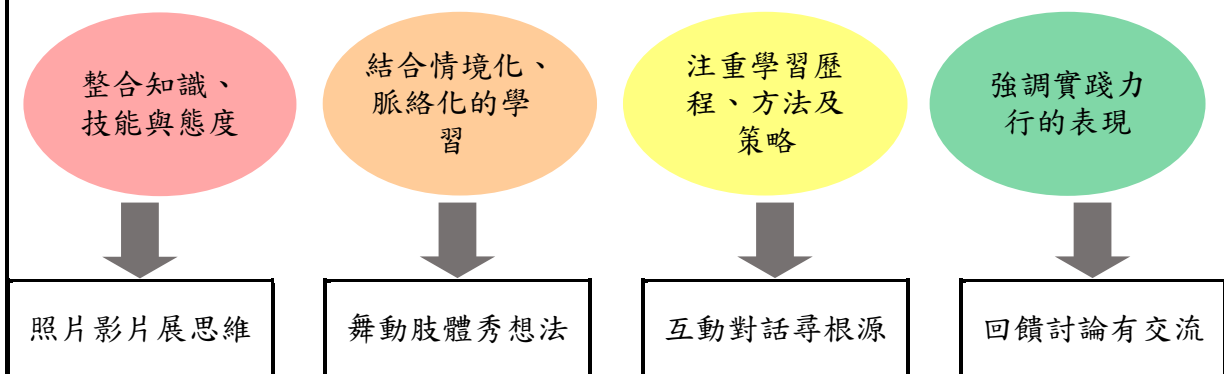 整合知識、
技能與態度
結合情境化、
脈絡化的學
習
注重學習歷
程、方法及
策略
強調實踐力
行的表現
照片影片展思維
舞動肢體秀想法
互動對話尋根源
回饋討論有交流